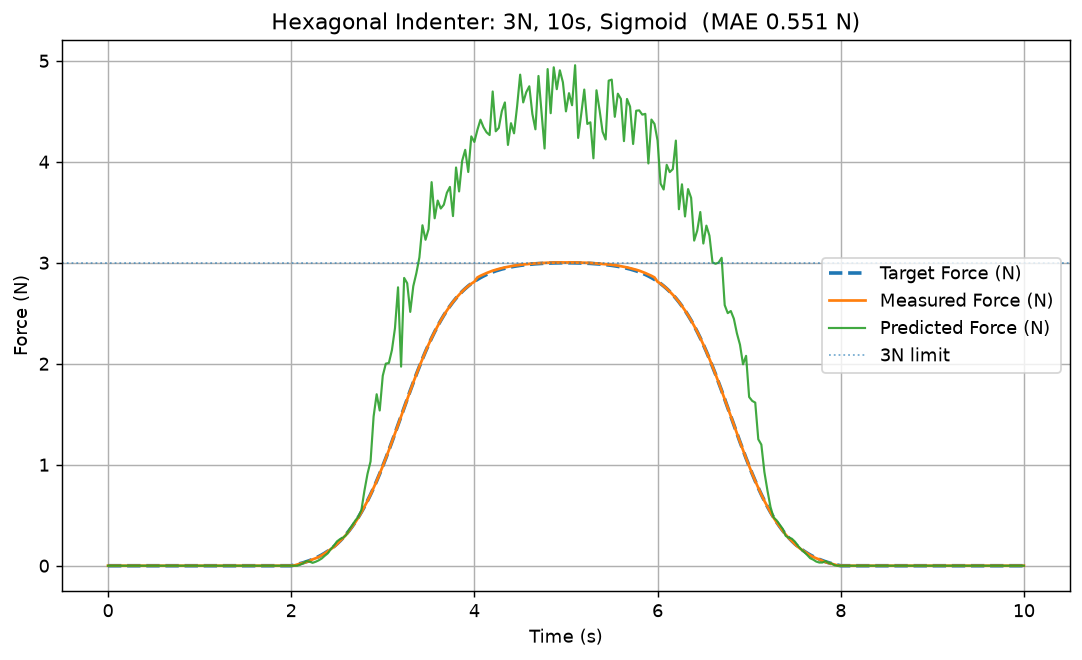 Hexagonal Indenter: 3N, 10s, Sigmoid  (MAE 0.551 N)
5
4
3
2
1
0
Force (N)
Target Force (N)
Measured Force (N)
Predicted Force (N)
3N limit
0 2 4 6 8 10
Time (s)